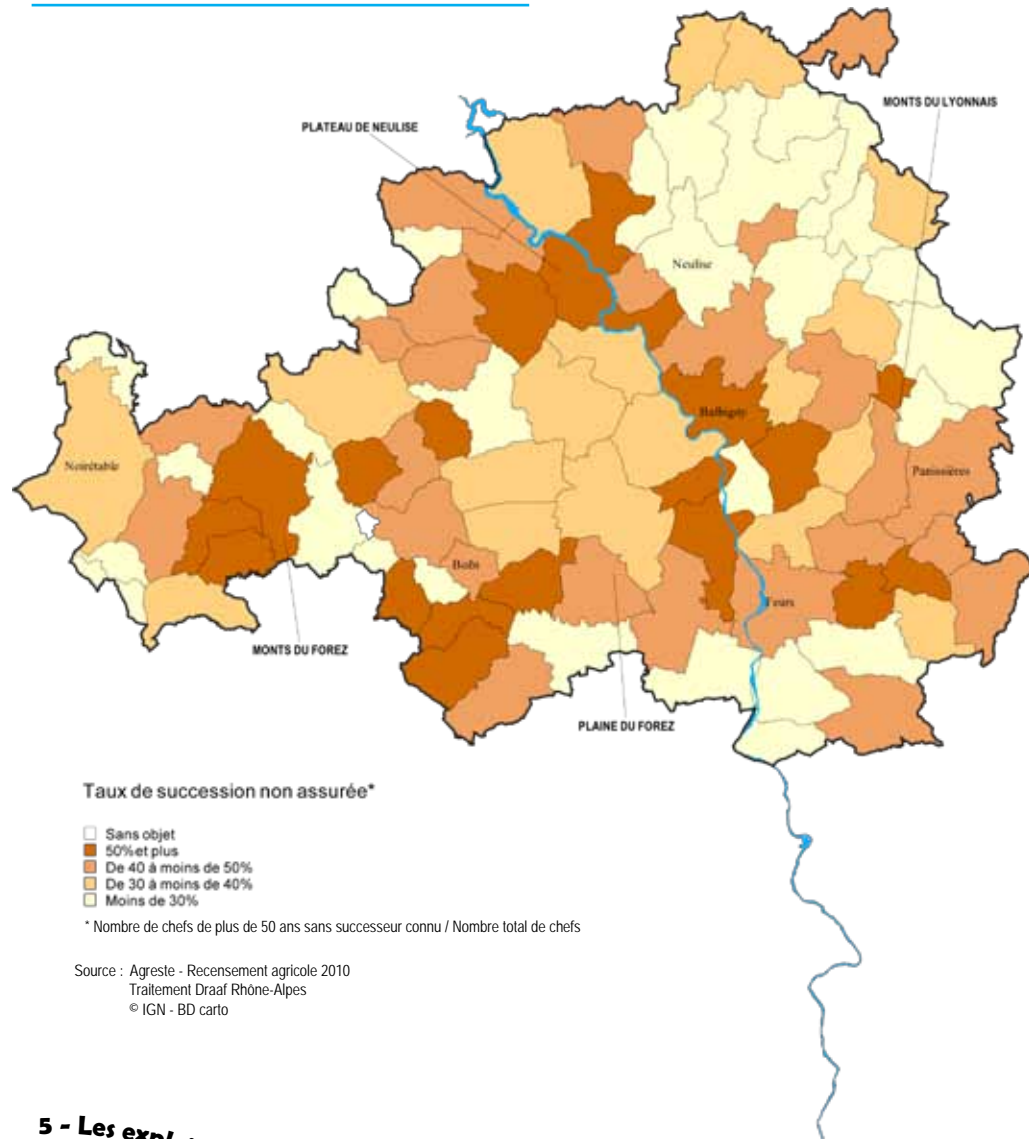 MONTS DU LYONNAIS
PLATEAU DE NEULISE
Neulise
Balbigny
Noirétable
Panissières
Boën
Feurs
MONTS DU FOREZ
PLAINE DU FOREZ
Taux de succession non assurée*
Sans objet
50%et plus
De 40 à moins de 50%
De 30 à moins de 40%
Moins de 30%
* Nombre de chefs de plus de 50 ans sans successeur connu / Nombre total de chefs
Source : Agreste - Recensement agricole 2010
Traitement Draaf Rhône-Alpes
© IGN - BD carto
5 - Les